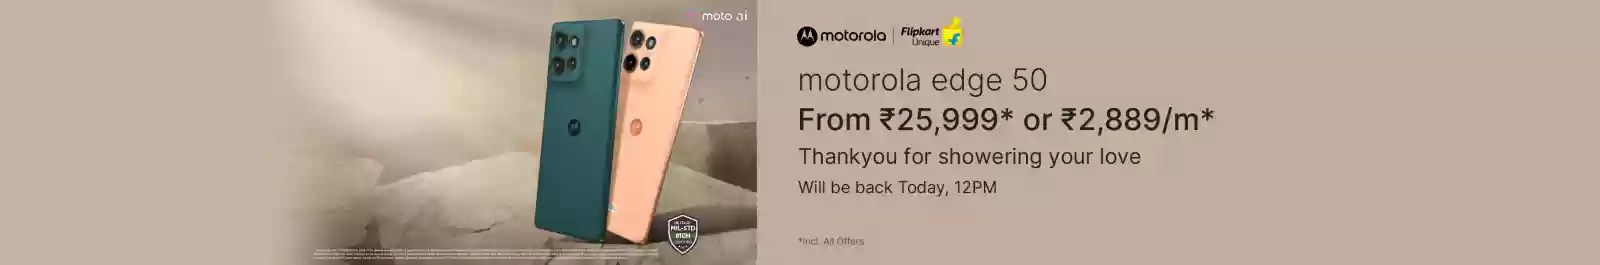 moto ai
motorola
Flipkart
Unique
motorola edge 50
From ₹25,999* or ₹2,889/m*
Thankyou for showering your love
Will be back Today, 12PM
MIL-STD
810H
*Incl. All Offers